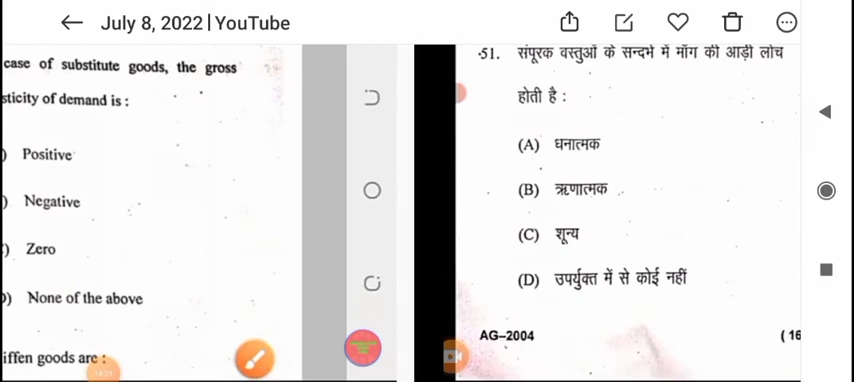 July 8, 2022 | YouTube
case of substitute goods, the gross
sticity of demand is :
) Positive
) Negative
) Zero
) None of the above
iffen goods are :
51. संपूरक वस्तुओं के सन्दर्भ में माँग की आड़ी लोच
होती है :
(A) धनात्मक
(B) ऋणात्मक
(C) शून्य
(D) उपर्युक्त में से कोई नहीं
AG–2004
( 16